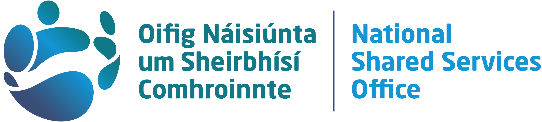 Oifig Náisiúnta
um Sheirbhísí
Comhroinnte
National
Shared Services
Office